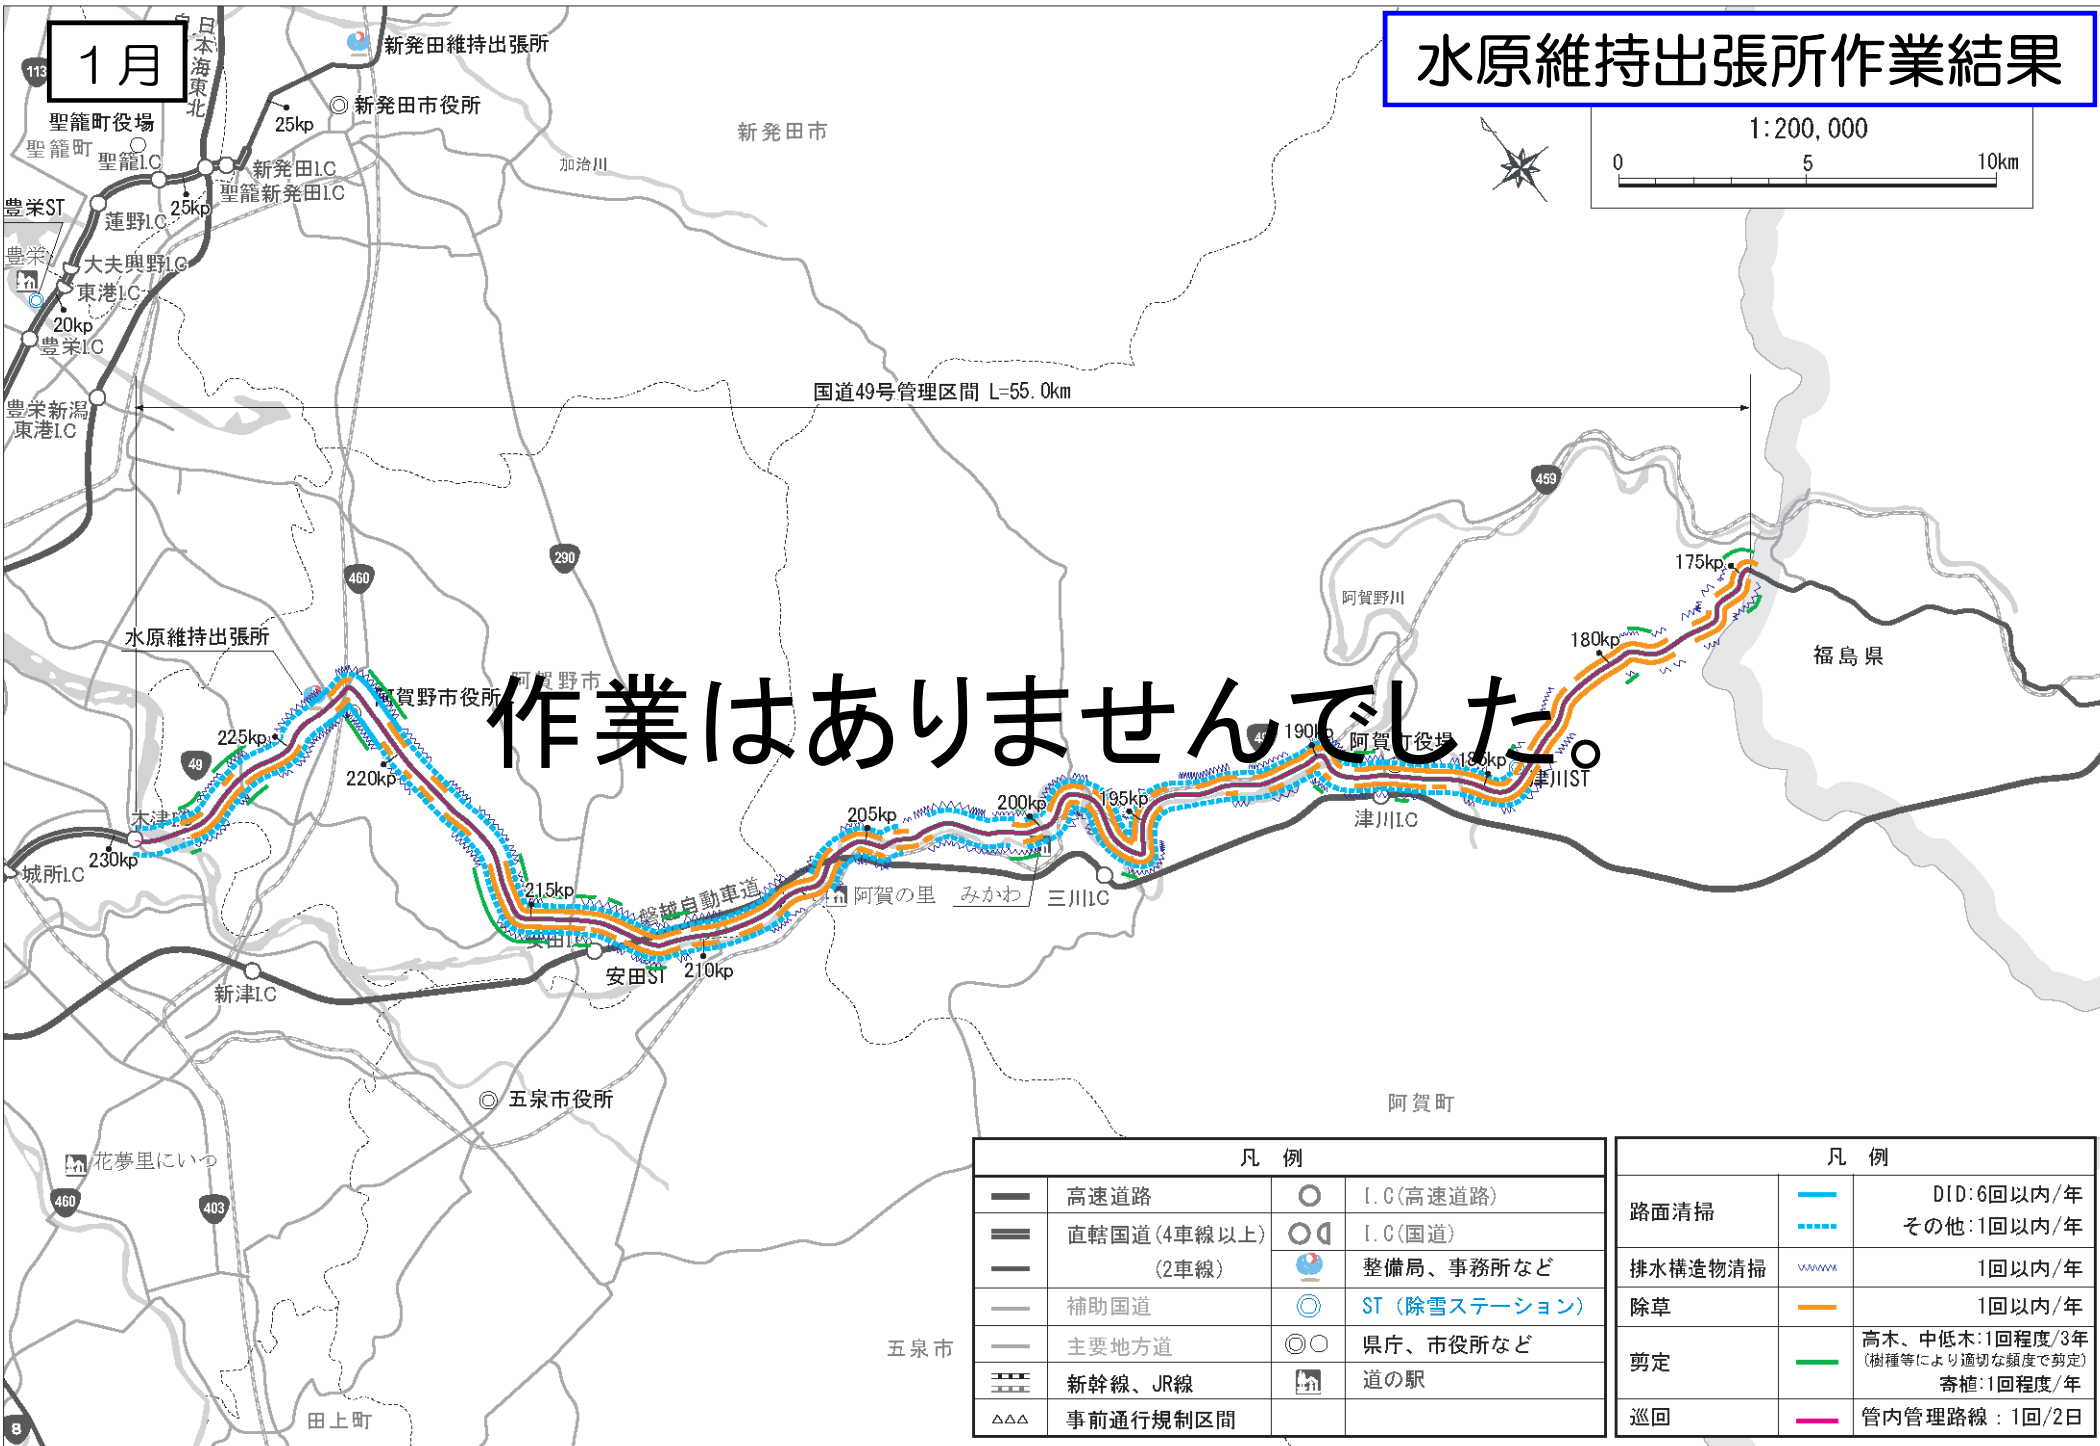 1月
水原維持出張所作業結果
1:200,000
0 5 10km
日本海東北
113
新発田維持出張所
新発田市役所
25kp
新発田市
加治川
聖籠町役場
聖籠町
聖籠I.C
新発田I.C
聖籠新発田I.C
25kp
豊栄ST
蓮野I.C
豊栄
大夫興野I.C
東港I.C
20kp
豊栄I.C
豊栄新潟
東港I.C
国道49号管理区間 L=55.0km
459
290
460
175kp
阿賀野川
水原維持出張所
180kp
福島県
阿賀野市
阿賀野市役所
作業はありませんでした。
225kp
49
220kp
190kp
阿賀町役場
185kp
津川ST
木津I.C
230kp
城所I.C
205kp
200kp
195kp
津川I.C
215kp
磐越自動車道
阿賀の里
みかわ
三川I.C
安田I.C
安田ST
210kp
新津I.C
五泉市役所
阿賀町
花夢里にいつ
460
403
五泉市
田上町
8
凡 例
高速道路 I.C(高速道路)
直轄国道(4車線以上) I.C(国道)
(2車線) 整備局、事務所など
補助国道 ST (除雪ステーション)
主要地方道 県庁、市役所など
新幹線、JR線 道の駅
事前通行規制区間
凡 例
路面清掃 DID:6回以内/年
その他:1回以内/年
排水構造物清掃 1回以内/年
除草 1回以内/年
剪定 高木、中低木:1回程度/3年
(樹種等により適切な頻度で剪定)
寄植:1回程度/年
巡回 管内管理路線:1回/2日